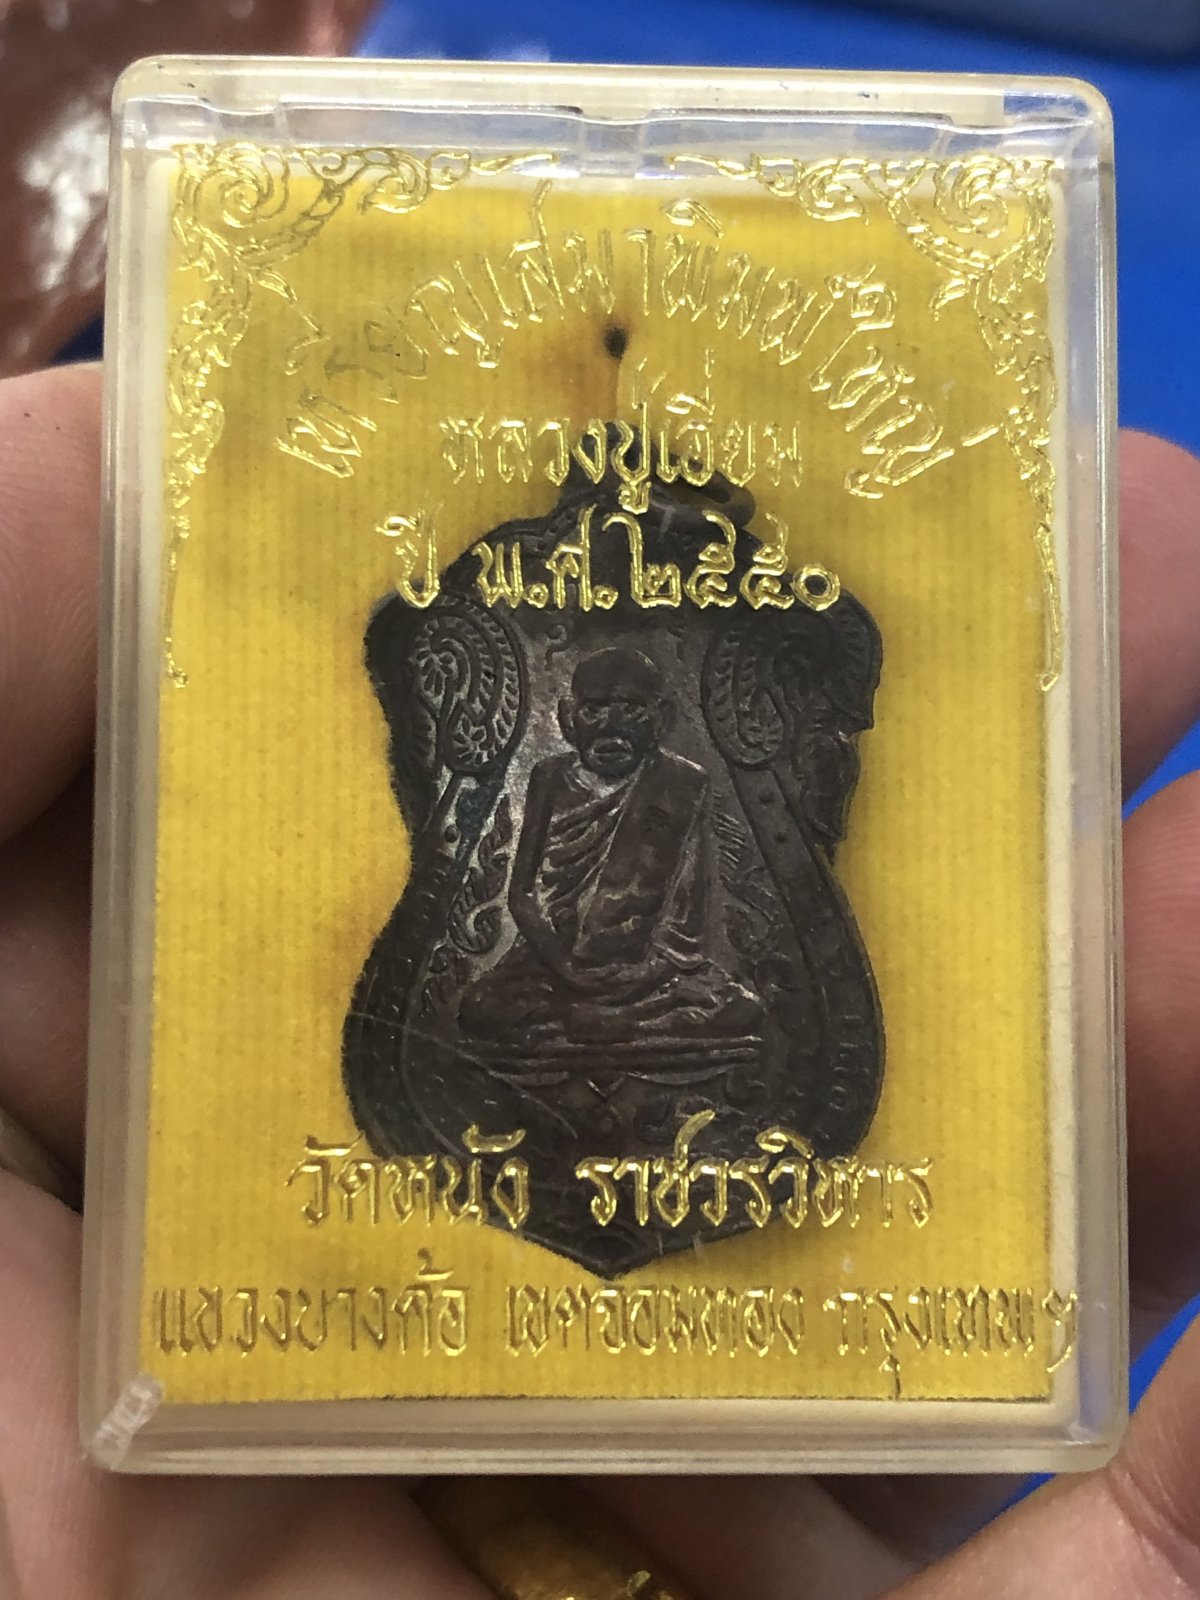 เหรียญเสมาพิมพ์ใหญ่
หลวงปู่เอี่ยม
ปี พ.ศ.๒๕๕๐
วัดหนัง ราชวรวิหาร
แขวงบางค้อ เขตจอมทอง กรุงเทพฯ